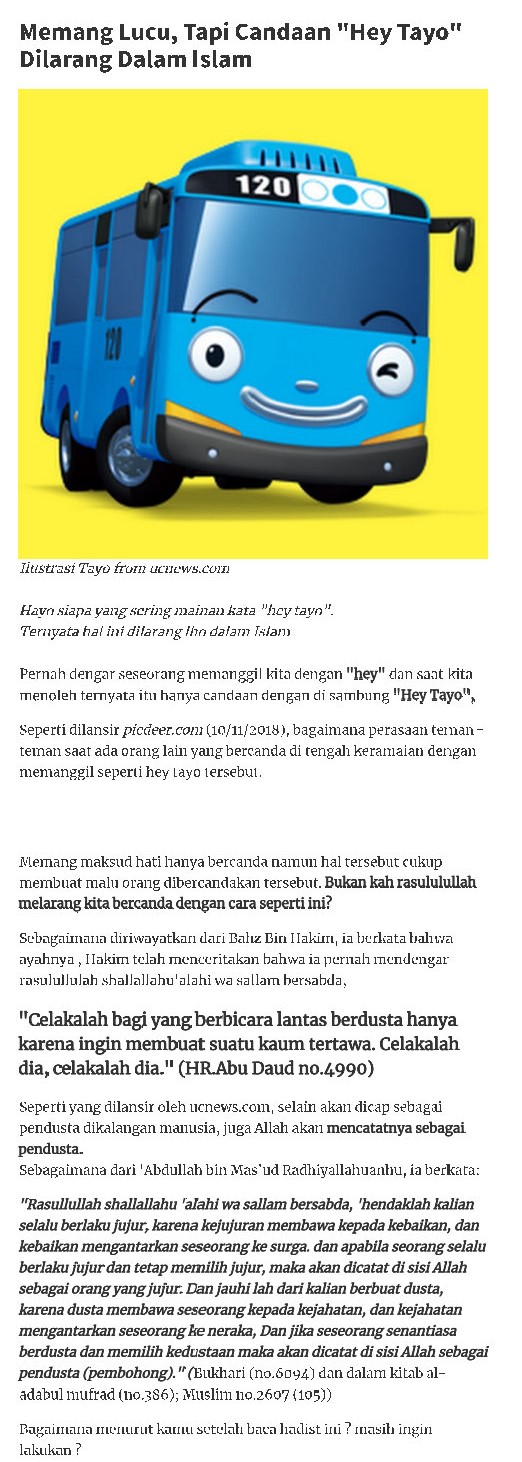 Memang Lucu, Tapi Candaan "Hey Tayo"
Dilarang Dalam Islam
120
120
Ilustrasi Tayo from ucnews.com
Hayo siapa yang sering mainan kata "hey tayo".
Ternyata hal ini dilarang lho dalam Islam
Pernah dengar seseorang memanggil kita dengan "hey" dan saat kita
menoleh ternyata itu hanya candaan dengan di sambung "Hey Tayo",
Seperti dilansir picdeer.com (10/11/2018), bagaimana perasaan teman -
teman saat ada orang lain yang bercanda di tengah keramaian dengan
memanggil seperti hey tayo tersebut.
Memang maksud hati hanya bercanda namun hal tersebut cukup
membuat malu orang dibercandakan tersebut. Bukan kah rasululullah
melarang kita bercanda dengan cara seperti ini?
Sebagaimana diriwayatkan dari Bahz Bin Hakim, ia berkata bahwa
ayahnya , Hakim telah menceritakan bahwa ia pernah mendengar
rasulullulah shallallahu'alahi wa sallam bersabda,
"Celakalah bagi yang berbicara lantas berdusta hanya
karena ingin membuat suatu kaum tertawa. Celakalah
dia, celakalah dia." (HR.Abu Daud no.4990)
Seperti yang dilansir oleh ucnews.com, selain akan dicap sebagai
pendusta dikalangan manusia, juga Allah akan mencatatnya sebagai
pendusta.
Sebagaimana dari 'Abdullah bin Mas'ud Radhiyallahuanhu, ia berkata:
"Rasullullah shallallahu 'alahi wa sallam bersabda, 'hendaklah kalian
selalu berlaku jujur, karena kejujuran membawa kepada kebaikan, dan
kebaikan mengantarkan seseorang ke surga. dan apabila seorang selalu
berlaku jujur dan tetap memilih jujur, maka akan dicatat di sisi Allah
sebagai orang yang jujur. Dan jauhi lah dari kalian berbuat dusta,
karena dusta membawa seseorang kepada kejahatan, dan kejahatan
mengantarkan seseorang ke neraka, Dan jika seseorang senantiasa
berdusta dan memilih kedustaan maka akan dicatat di sisi Allah sebagai
pendusta (pembohong)." (Bukhari (no.6094) dan dalam kitab al-
adabul mufrad (no.386); Muslim no.2607 (105))
Bagaimana menurut kamu setelah baca hadist ini ? masih ingin
lakukan ?